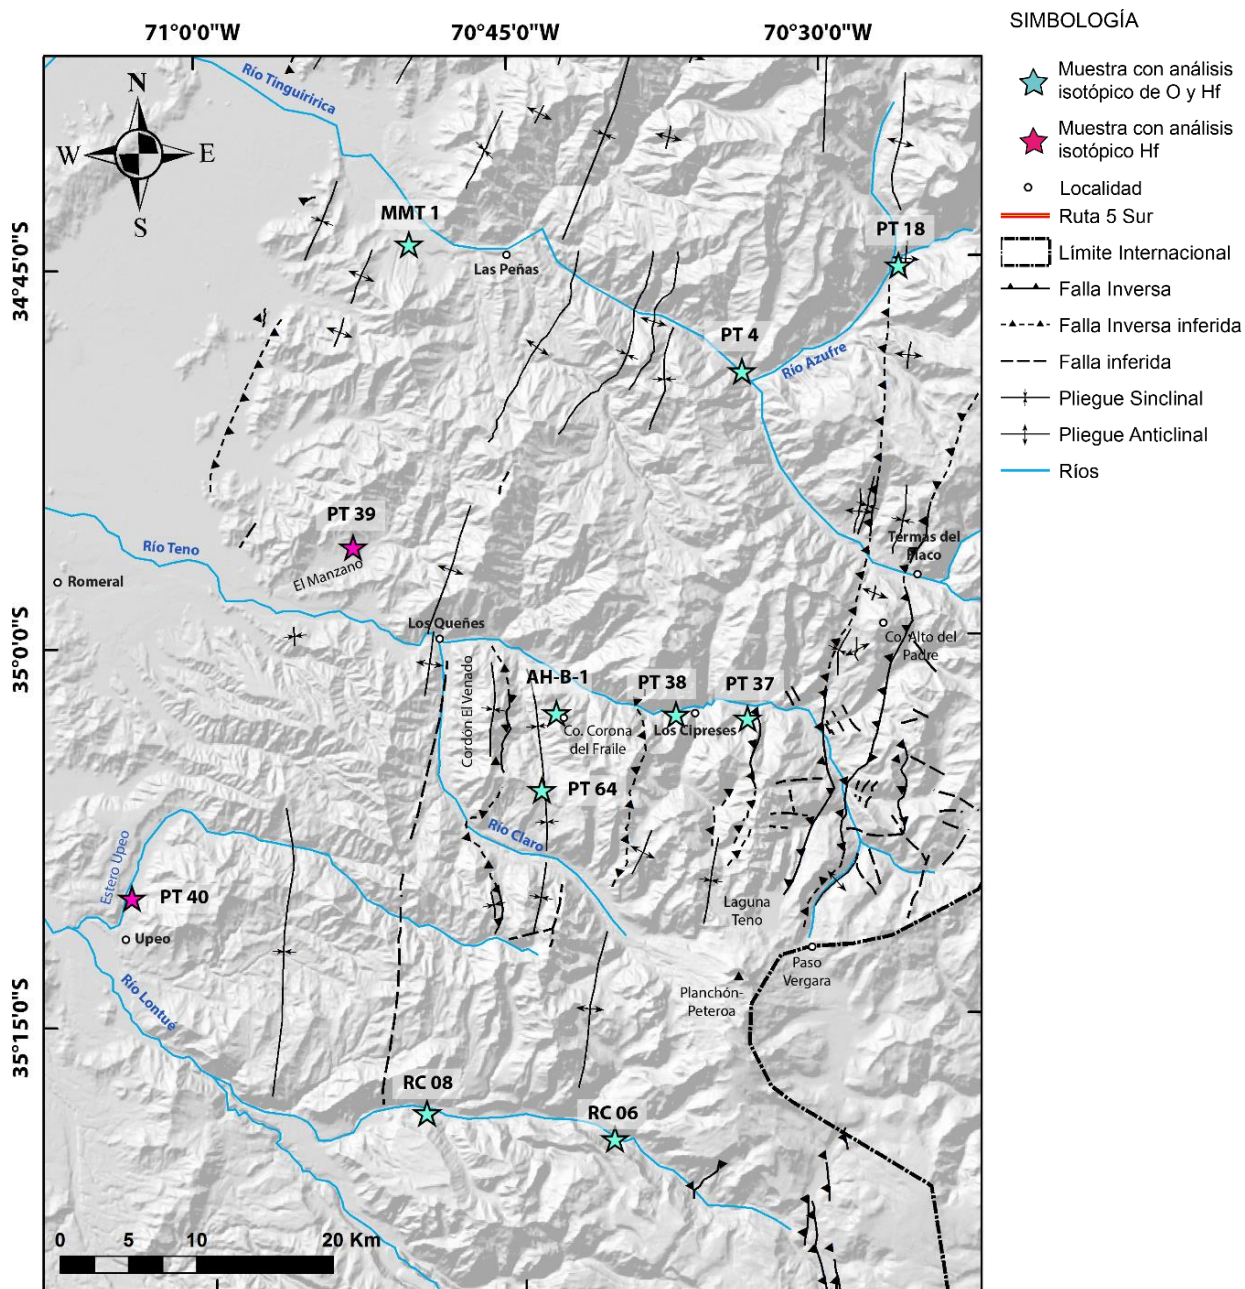 71°0'0"W
70°45'0"W
70°30'0"W
SIMBOLOGÍA
Muestra con análisis
isotópico de O y Hf
Muestra con análisis
isotópico Hf
Localidad
Ruta 5 Sur
Límite Internacional
Falla Inversa
Falla Inversa inferida
Falla inferida
Pliegue Sinclinal
Pliegue Anticlinal
Ríos
N
W
E
S
Río Tinguiririca
MMT 1
Las Peñas
PT 18
34°45'0"S
PT 4
Río Azufre
PT 39
El Manzano
Río Teno
Romeral
Termas del
Flaco
Los Queñes
Co. Alto del
Padre
35°0'0"S
Cordón El Venado
AH-B-1
Co. Corona
del Fraile
PT 38
Los Cipreses
PT 37
PT 64
Río Claro
Estero Upeo
PT 40
Upeo
Laguna
Teno
Paso
Vergara
Planchón-
Peteroa
Río Lontué
35°15'0"S
RC 08
RC 06
0
5
10
20 Km